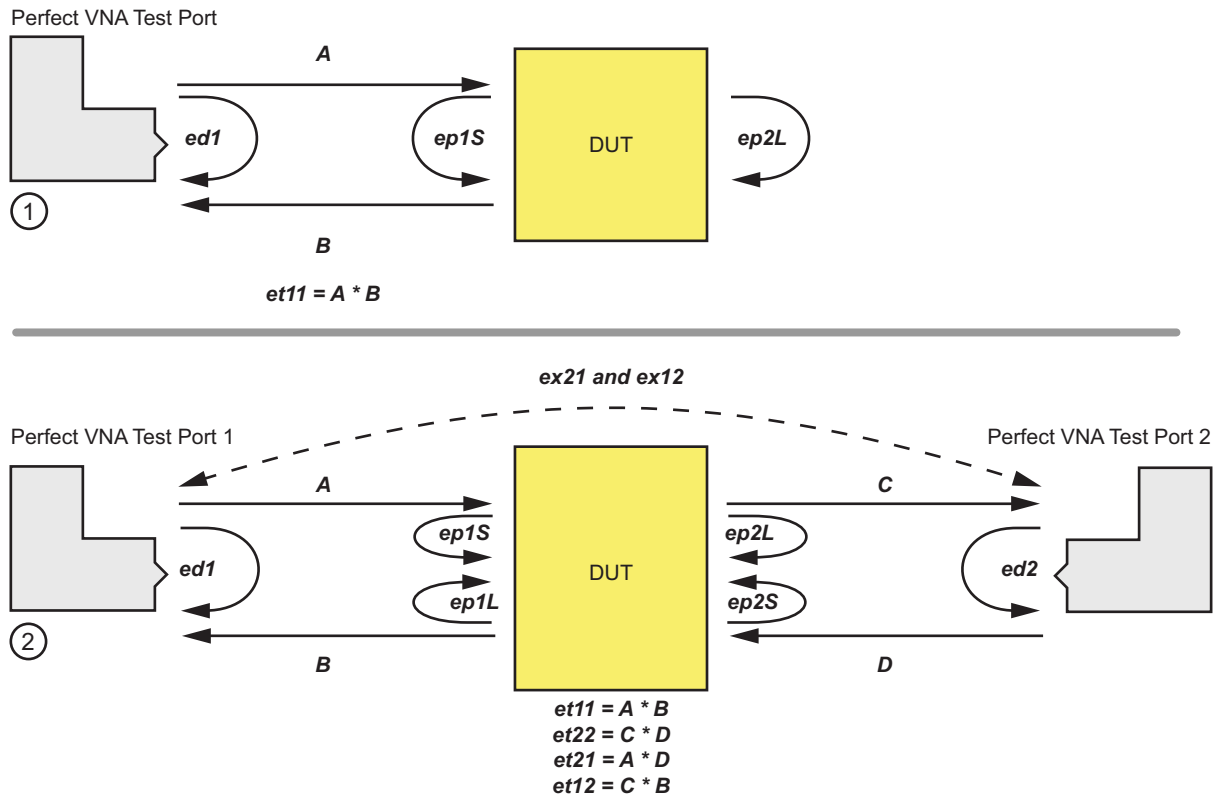 Perfect VNA Test Port
A
ed1
ep1S
DUT
ep2L
1
B
et11 = A * B
ex21 and ex12
Perfect VNA Test Port 1
Perfect VNA Test Port 2
A
C
ep1S
ep2L
ed1
DUT
ed2
ep1L
ep2S
2
B
D
et11 = A * B
et22 = C * D
et21 = A * D
et12 = C * B